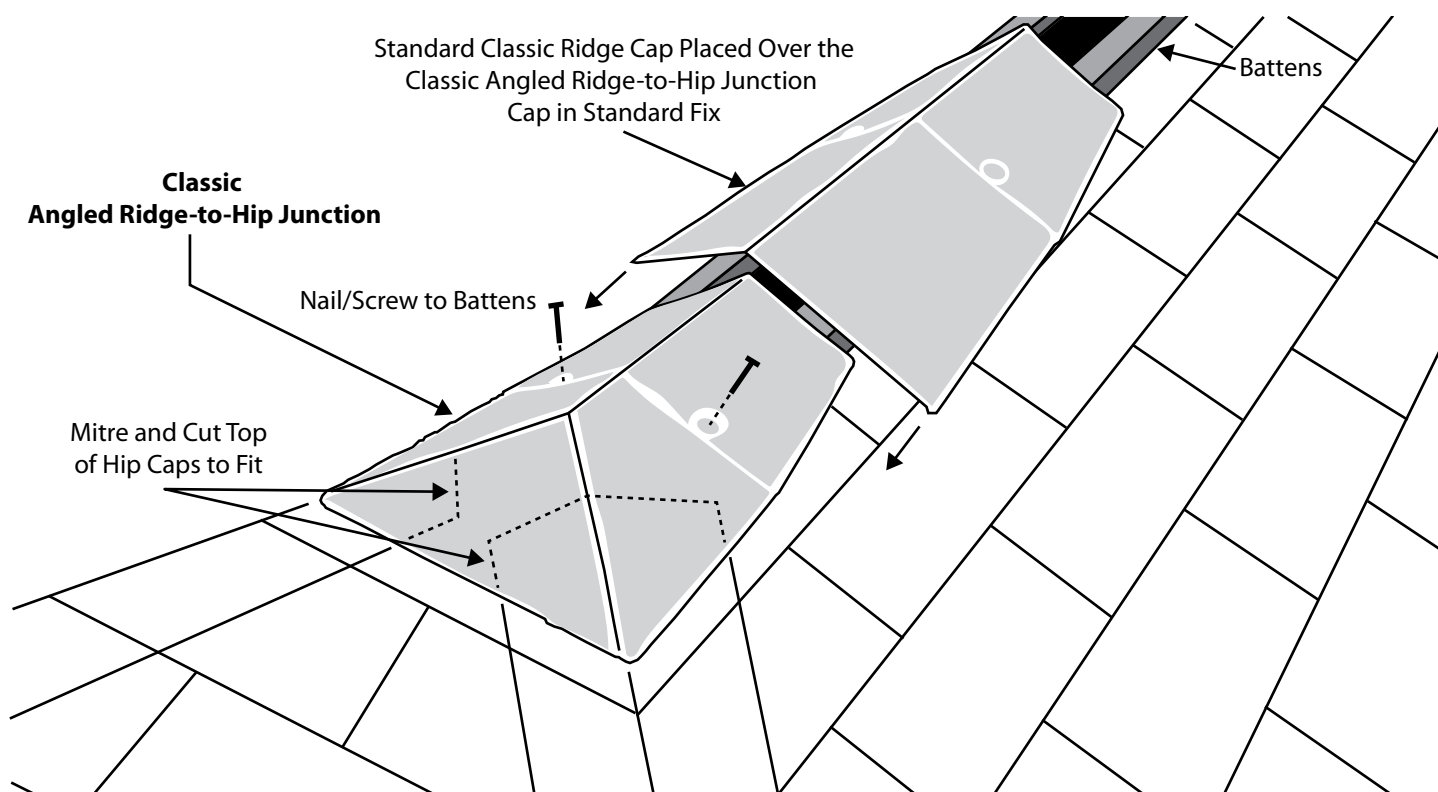 Standard Classic Ridge Cap Placed Over the
Classic Angled Ridge-to-Hip Junction
Cap in Standard Fix
Battens
Classic
Angled Ridge-to-Hip Junction
Nail/Screw to Battens
Mitre and Cut Top
of Hip Caps to Fit